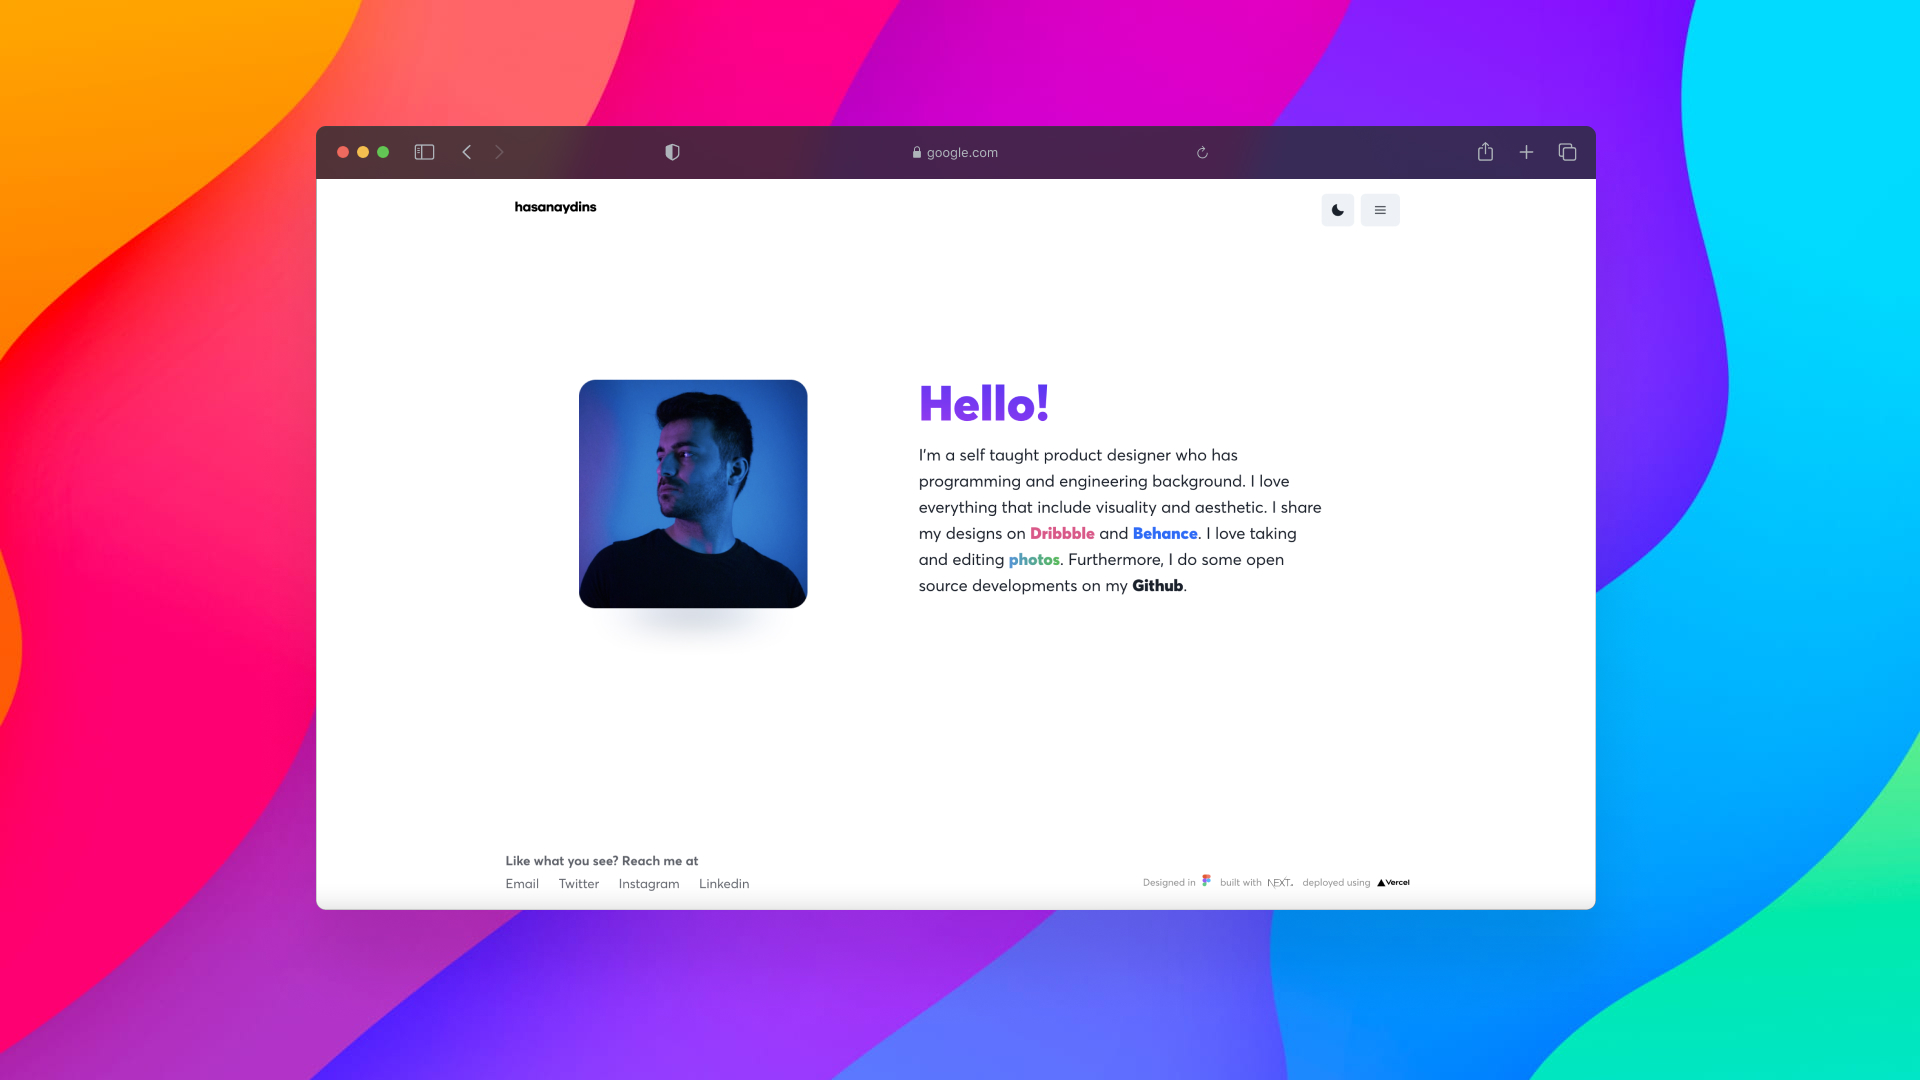 google.com
hasanaydins
Hello!
I'm a self taught product designer who has
programming and engineering background. I love
everything that include visuality and aesthetic. I share
my designs on Dribbble and Behance. I love taking
and editing photos. Furthermore, I do some open
source developments on my Github.
Like what you see? Reach me at
Email Twitter Instagram Linkedin
Designed in built with NEXT. deployed using Vercel